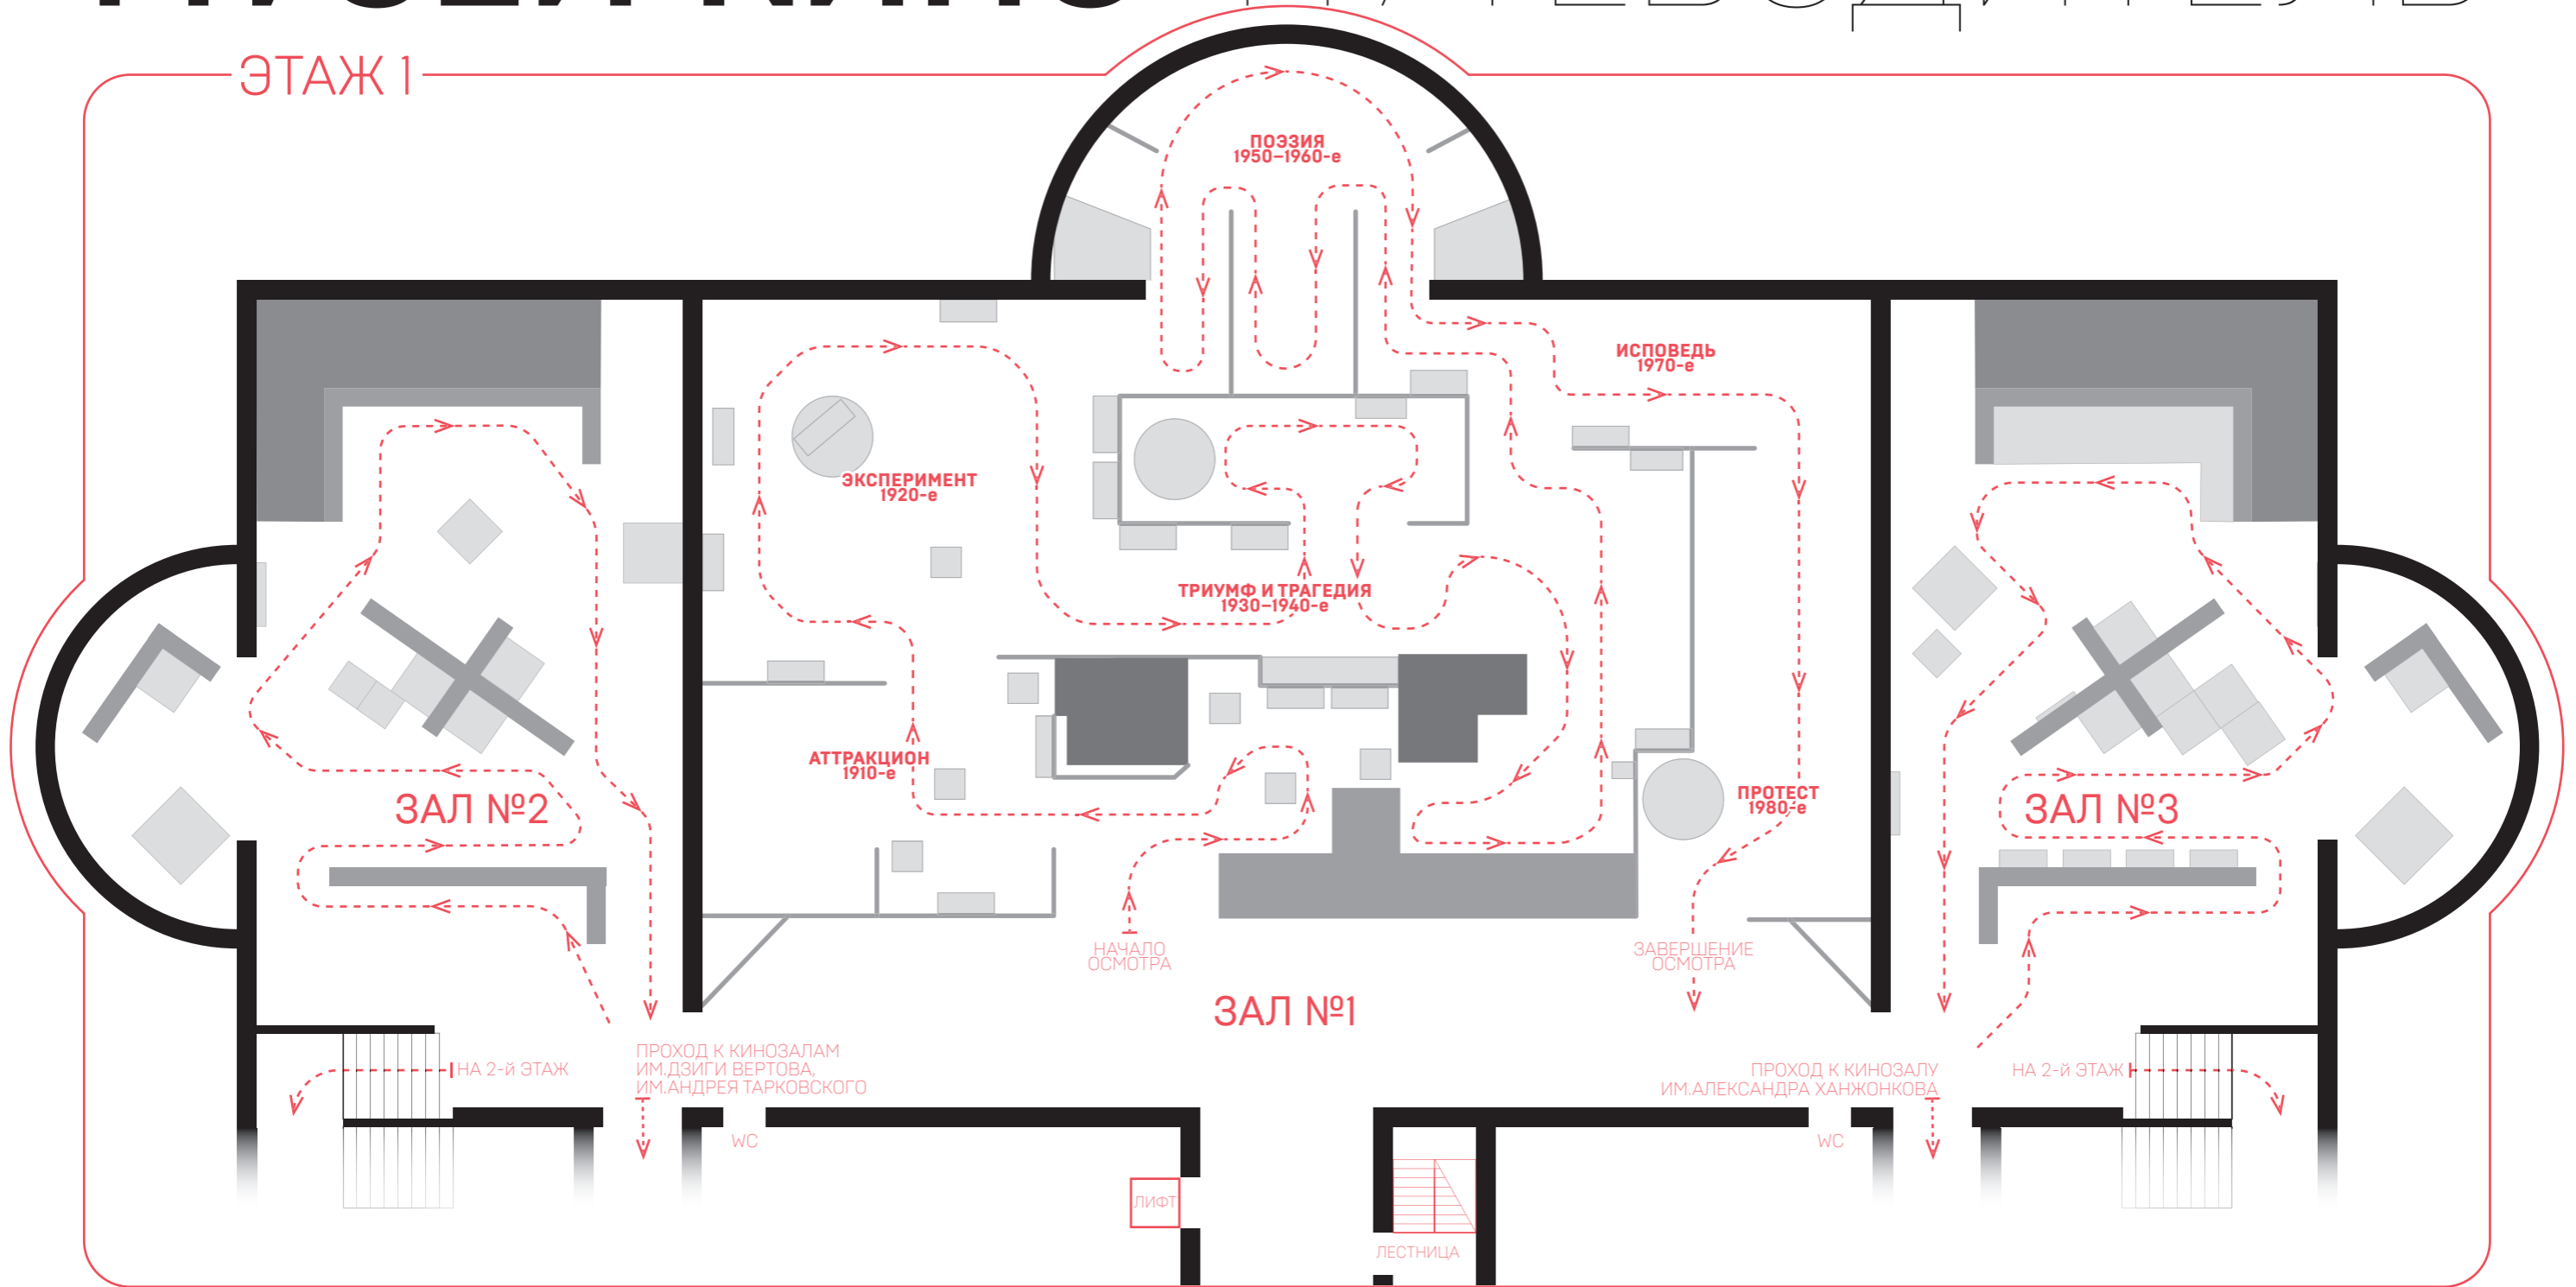 ЭТАЖ 1
ПОЭЗИЯ
1950–1960-е
ИСПОВЕДЬ
1970-е
ЭКСПЕРИМЕНТ
1920-е
ТРИУМФ И ТРАГЕДИЯ
1930–1940-е
АТТРАКЦИОН
1910-е
ПРОТЕСТ
1980-е
ЗАЛ №2
ЗАЛ №3
НАЧАЛО
ОСМОТРА
ЗАВЕРШЕНИЕ
ОСМОТРА
ЗАЛ №1
НА 2-й ЭТАЖ
ПРОХОД К КИНОЗАЛАМ
ИМ.ДЗИГИ ВЕРТОВА,
ИМ.АНДРЕЯ ТАРКОВСКОГО
ПРОХОД К КИНОЗАЛУ
ИМ.АЛЕКСАНДРА ХАНЖОНКОВА
НА 2-й ЭТАЖ
WC
WC
ЛИФТ
ЛЕСТНИЦА